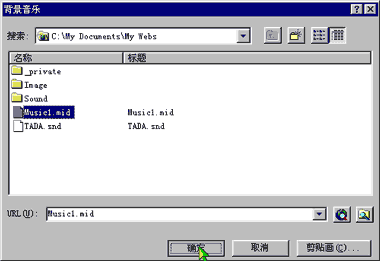 背景音乐
搜索: C:\My Documents\My Webs
名称 标题
_private
Image
Sound
Music1.mid Music1.mid
TADA.snd TADA.snd
URL(U): Music1.mid
确定 取消 剪贴画(C)...